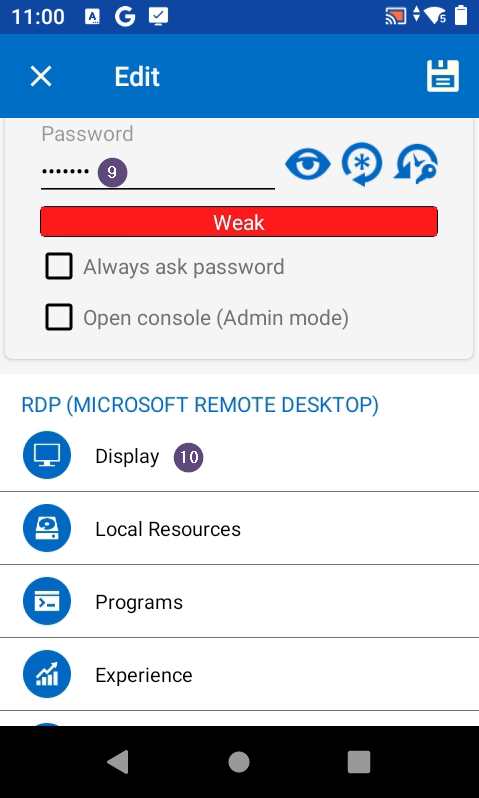 11:00 A G 5
Edit
Password
••••••• 9
Weak
Always ask password
Open console (Admin mode)
RDP (MICROSOFT REMOTE DESKTOP)
Display 10
Local Resources
Programs
Experience